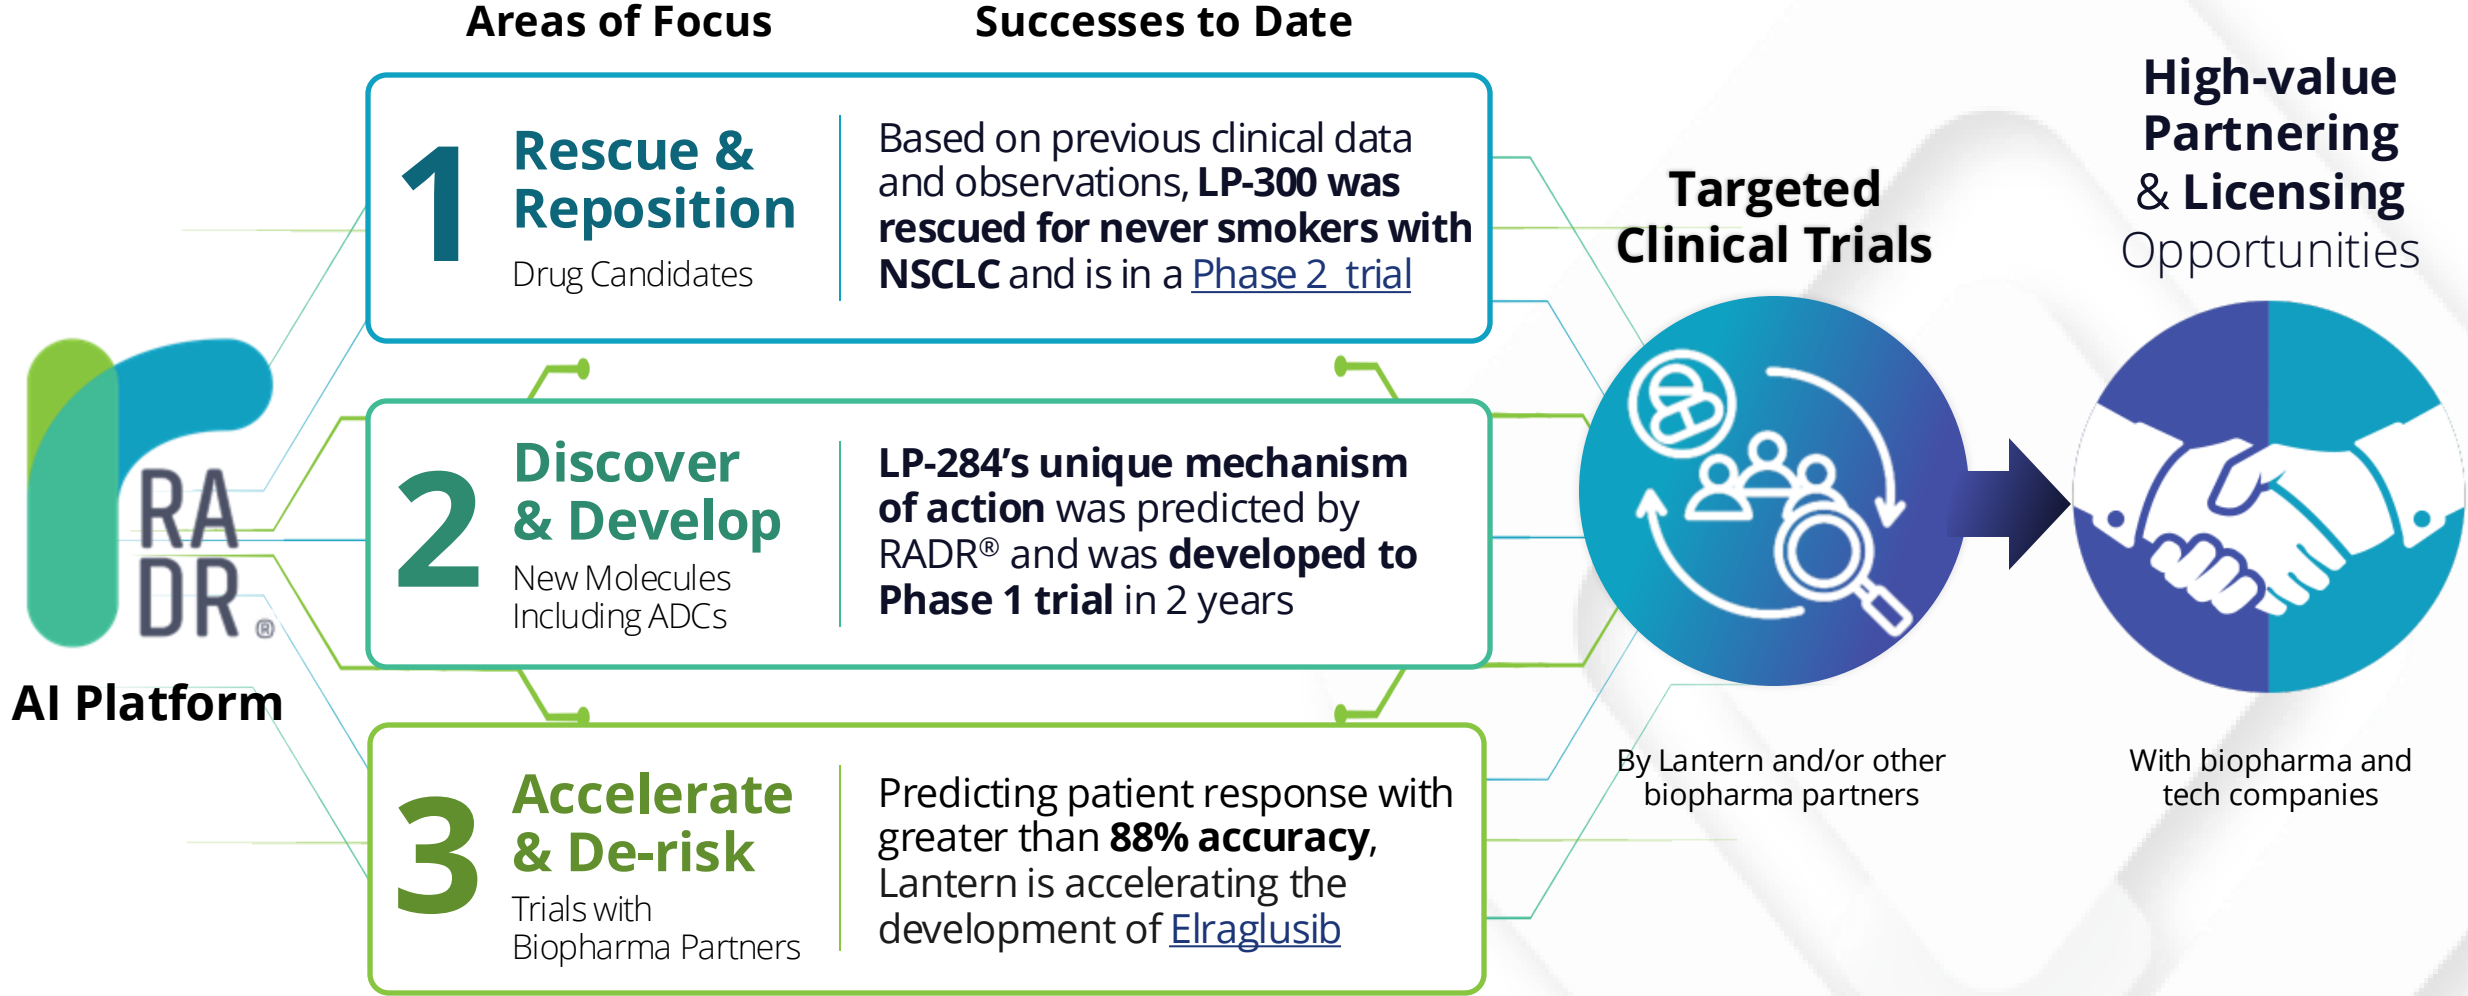 Areas of Focus
Successes to Date
RA
DR®
AI Platform
1
Rescue &
Reposition
Drug Candidates
Based on previous clinical data
and observations, LP-300 was
rescued for never smokers with
NSCLC and is in a Phase 2 trial
2
Discover
& Develop
New Molecules
Including ADCs
LP-284’s unique mechanism
of action was predicted by
RADR® and was developed to
Phase 1 trial in 2 years
3
Accelerate
& De-risk
Trials with
Biopharma Partners
Predicting patient response with
greater than 88% accuracy,
Lantern is accelerating the
development of Elraglusib
Targeted
Clinical Trials
By Lantern and/or other
biopharma partners
High-value
Partnering
& Licensing
Opportunities
With biopharma and
tech companies